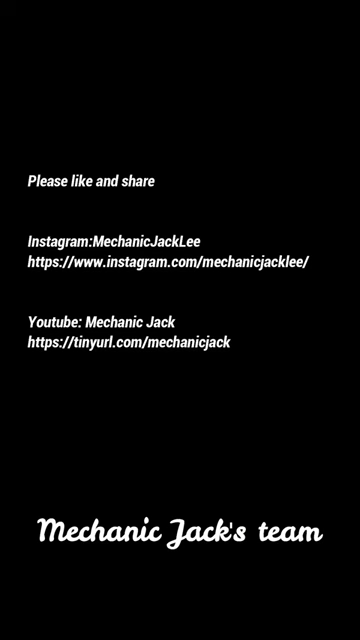 Please like and share
Instagram:MechanicJackLee
https://www.instagram.com/mechanicjacklee/
Youtube: Mechanic Jack
https://tinyurl.com/mechanicjack
Mechanic Jack's team